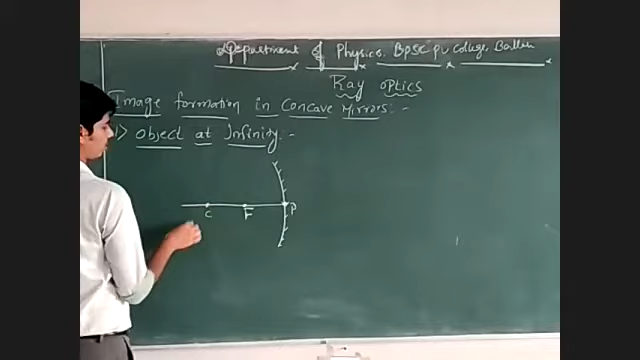 Department of Physics. BPSC PU College Ballari
Ray optics
Image formation in Concave Mirrors:-
1) Object at Infinity:-
C F P